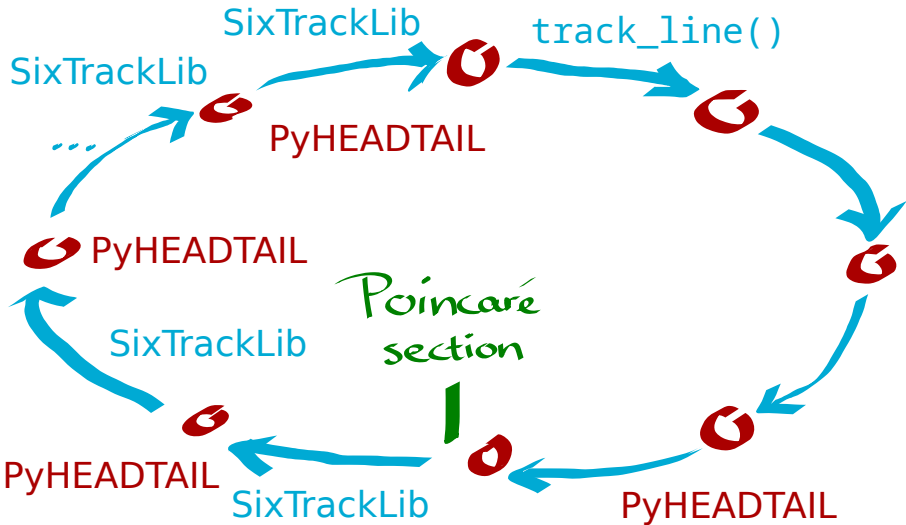 SixTrackLib
track_line()
SixTrackLib
PyHEADTAIL
...
PyHEADTAIL
Poincaré
section
SixTrackLib
PyHEADTAIL
SixTrackLib
PyHEADTAIL